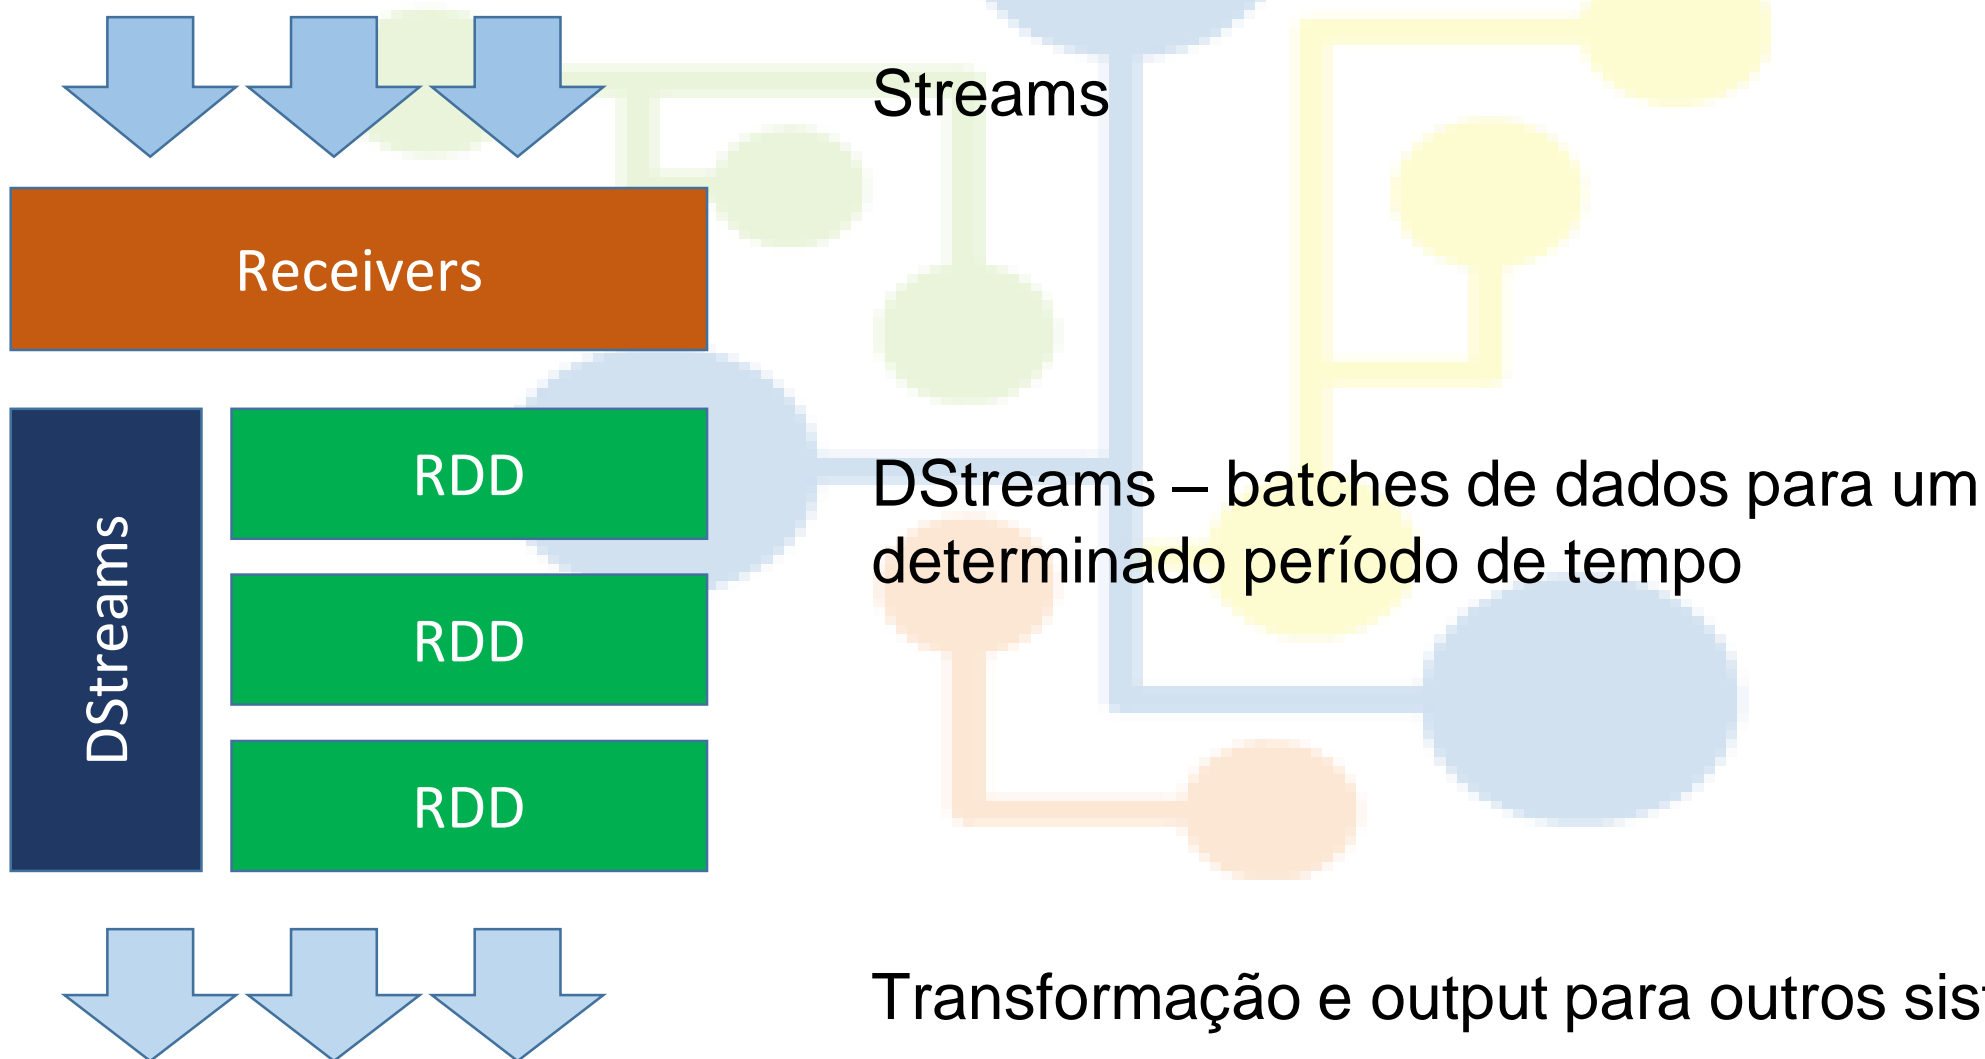 Streams
Receivers
DStreams
RDD
RDD
RDD
DStreams – batches de dados para um
determinado período de tempo
Transformação e output para outros